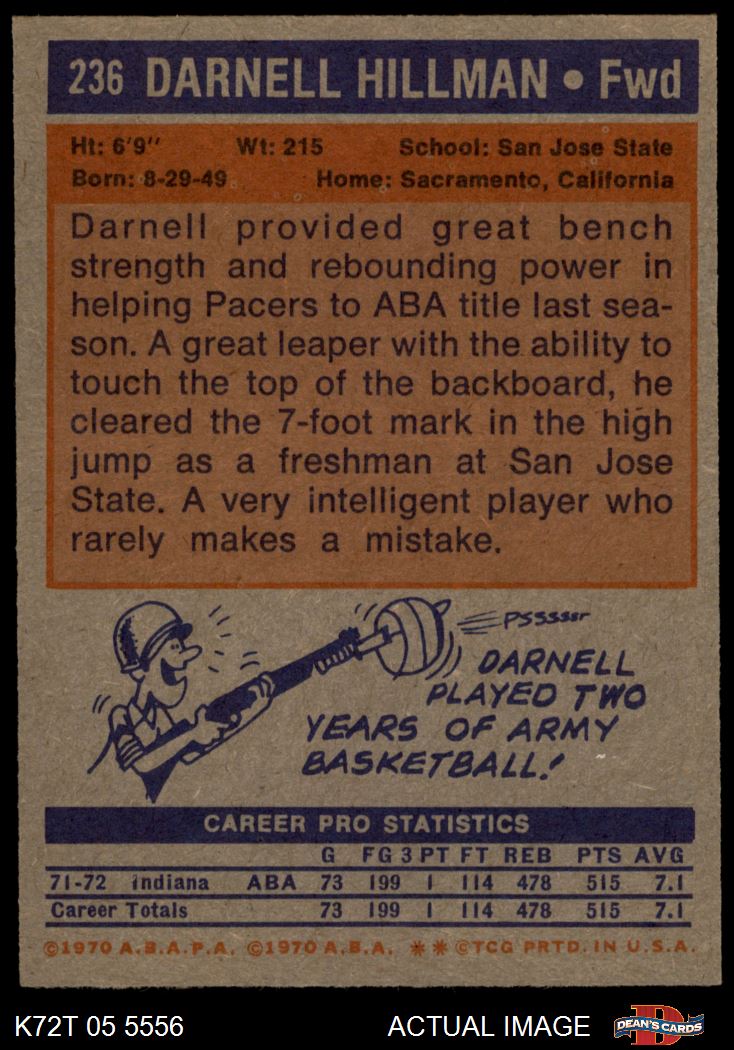 236 DARNELL HILLMAN • Fwd
Ht: 6'9" Wt: 215 School: San Jose State
Born: 8-29-49 Home: Sacramento, California
Darnell provided great bench
strength and rebounding power in
helping Pacers to ABA title last sea-
son. A great leaper with the ability to
touch the top of the backboard, he
cleared the 7-foot mark in the high
jump as a freshman at San Jose
State. A very intelligent player who
rarely makes a mistake.
PSSSSST
DARNELL
PLAYED TWO
YEARS OF ARMY
BASKETBALL!
CAREER PRO STATISTICS
G FG 3PT FT REB PTS AVG
71-72 Indiana ABA 73 199 1 114 478 515 7.1
Career Totals 73 199 1 114 478 515 7.1
©1970 A.B.A.P.A. ©1970 A.B.A. ** ©TCG PRTD. IN U.S.A.
K72T 05 5556 ACTUAL IMAGE D DEAN'S CARDS